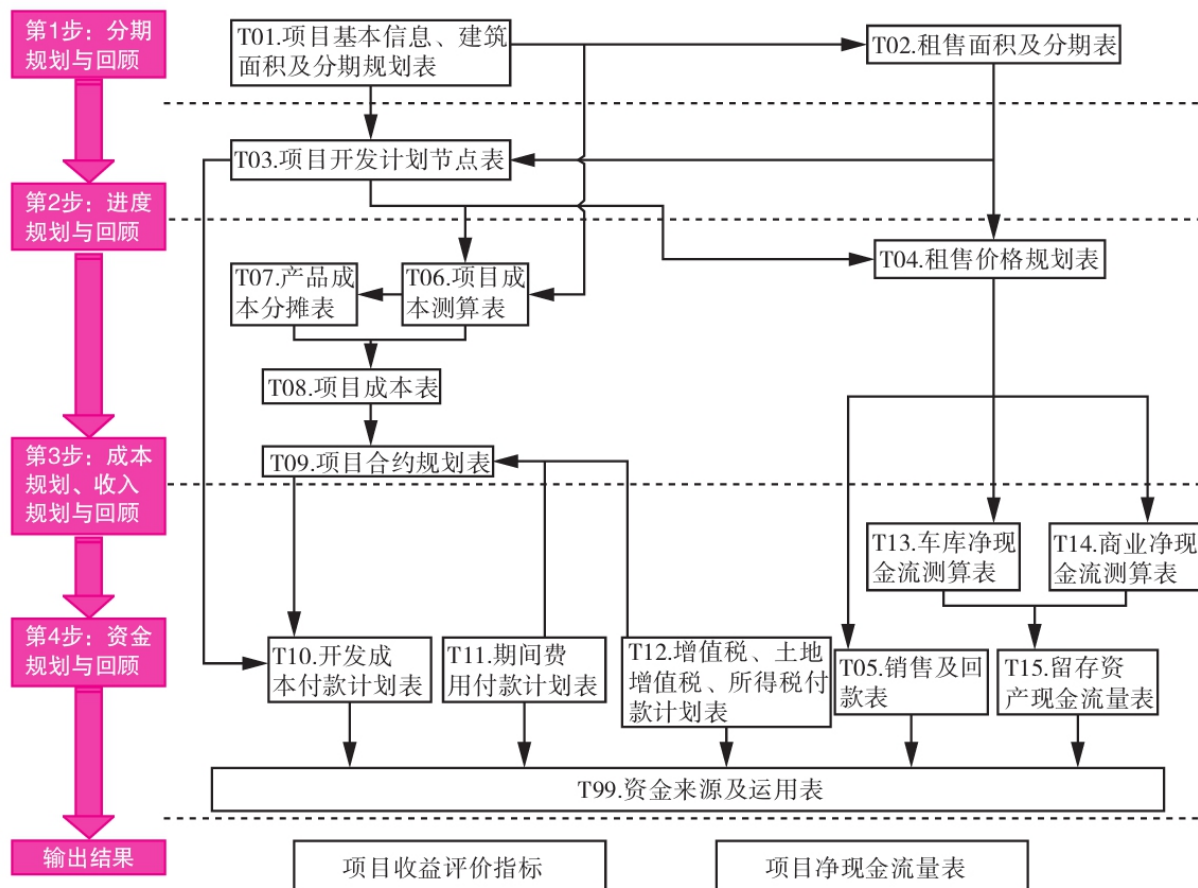 第1步：分期
规划与回顾
T01.项目基本信息、建筑
面积及分期规划表
T02.租售面积及分期表
T03.项目开发计划节点表
第2步：进度
规划与回顾
T04.租售价格规划表
T07.产品成
本分摊表
T06.项目成
本测算表
T08.项目成本表
第3步：成本
规划、收入
规划与回顾
T09.项目合约规划表
T13.车库净现
金流测算表
T14.商业净现
金流测算表
第4步：资金
规划与回顾
T10.开发成
本付款计划表
T11.期间费
用付款计划表
T12.增值税、土地
增值税、所得税付
款计划表
T05.销售及回
款表
T15.留存资
产现金流量表
T99.资金来源及运用表
输出结果
项目收益评价指标
项目净现金流量表